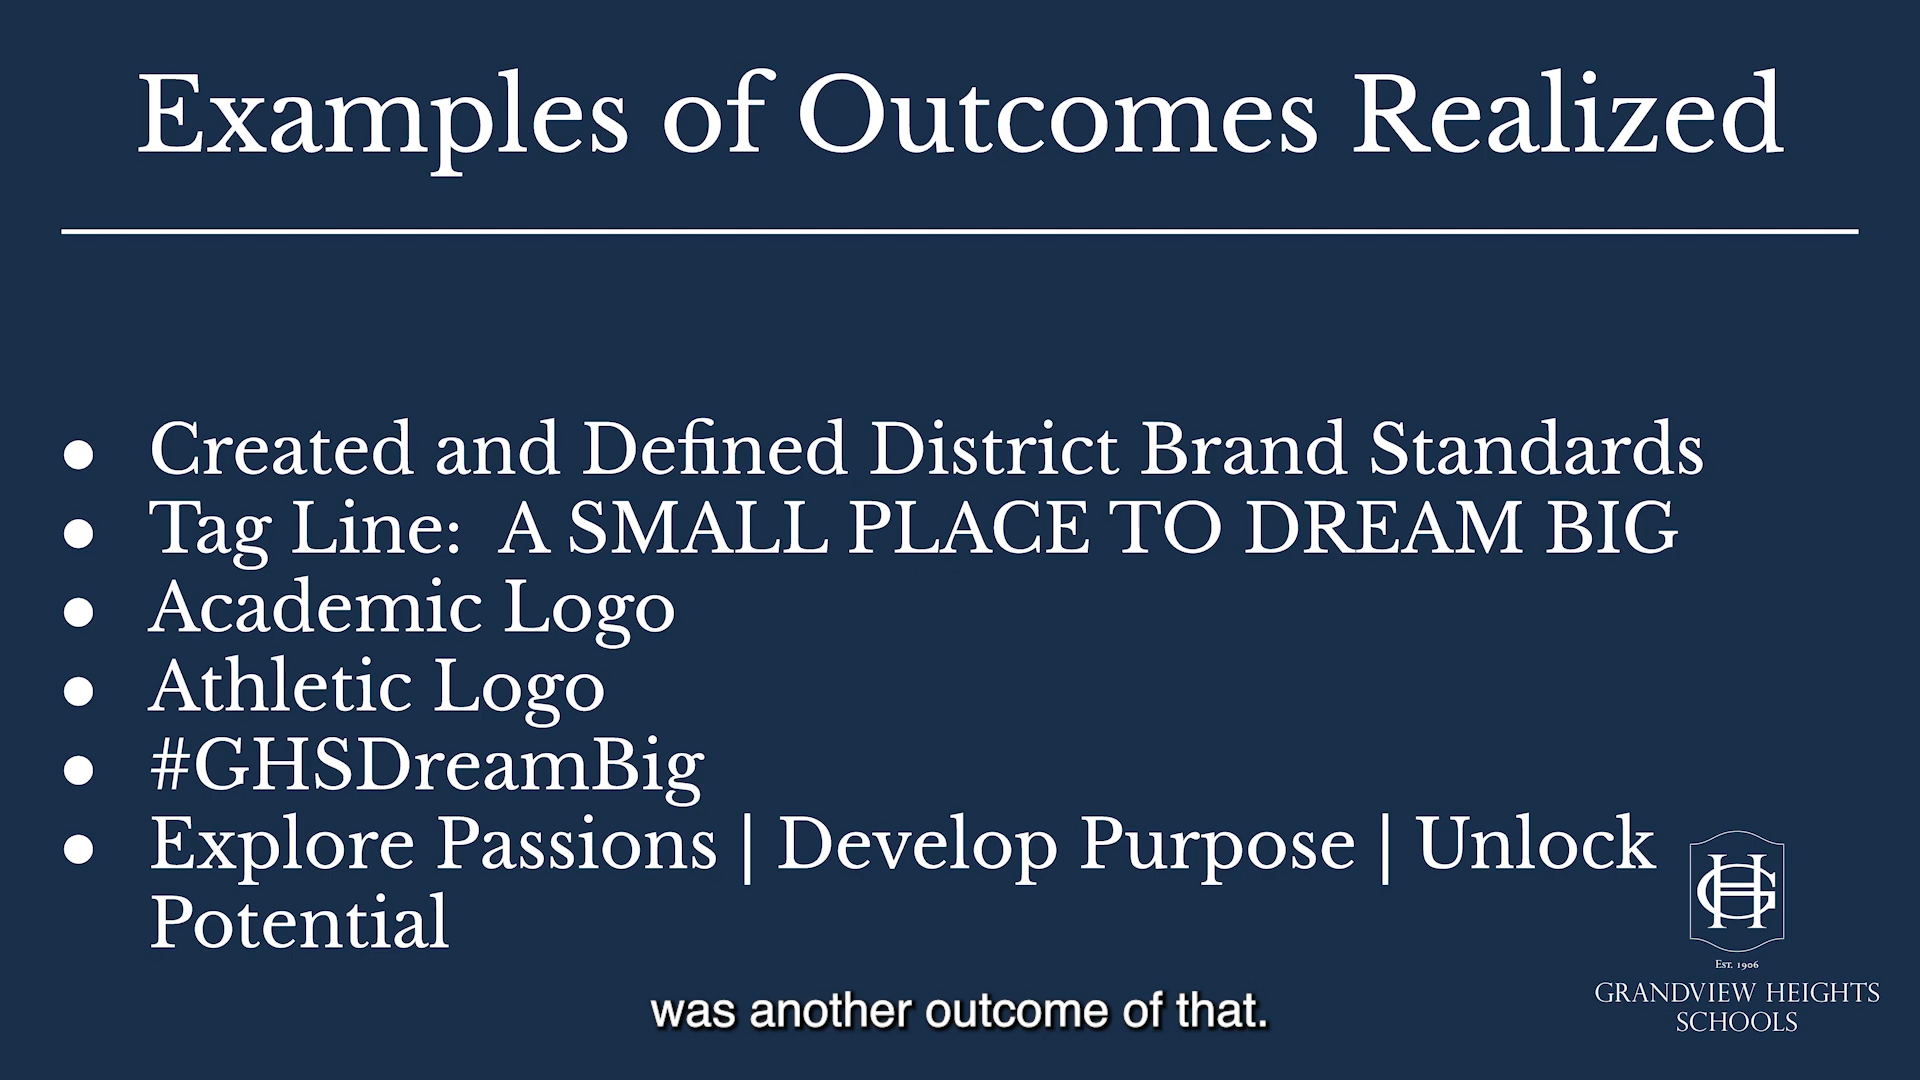 Examples of Outcomes Realized
● Created and Defined District Brand Standards
● Tag Line:  A SMALL PLACE TO DREAM BIG
● Academic Logo
● Athletic Logo
● #GHSDreamBig
● Explore Passions | Develop Purpose | Unlock
Potential
GH
Est. 1906
GRANDVIEW HEIGHTS
SCHOOLS
was another outcome of that.